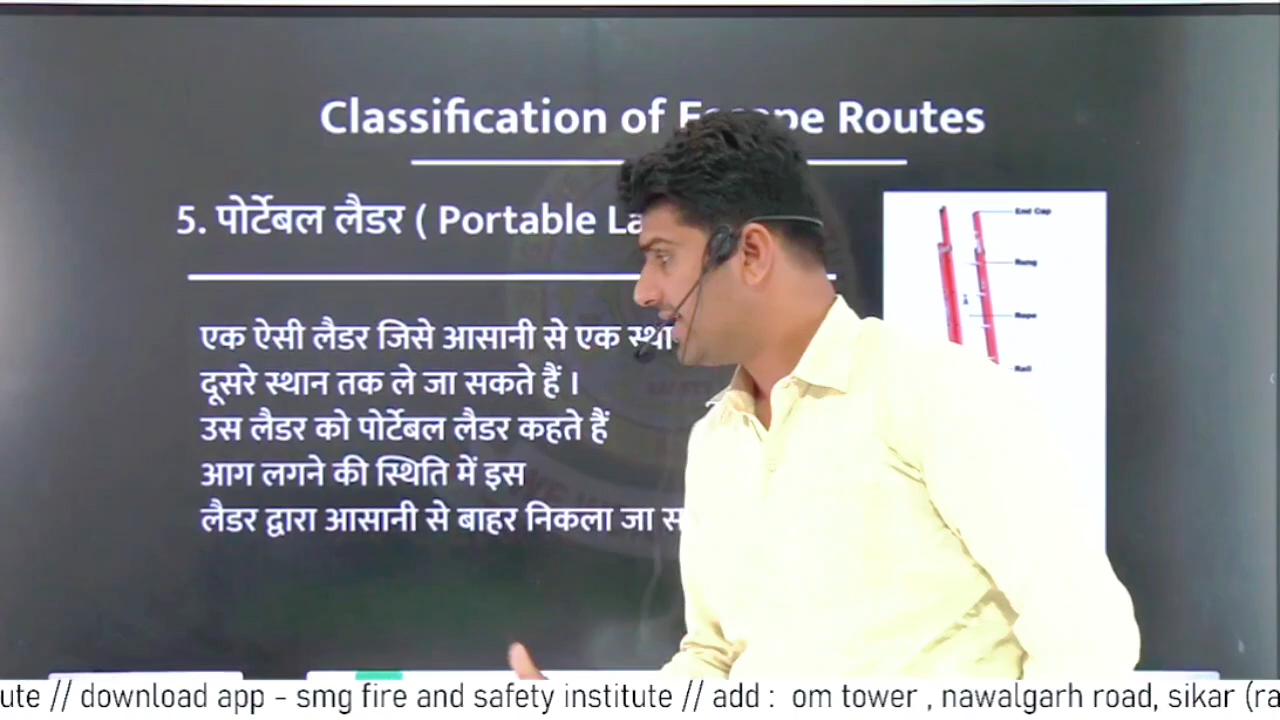 Classification of Routes
5. पोर्टेबल लैडर ( Portable
एक ऐसी लैडर जिसे आसानी से एक
दूसरे स्थान तक ले जा सकते हैं ।
उस लैडर को पोर्टेबल लैडर कहते हैं
आग लगने की स्थिति में इस
लैडर द्वारा आसानी से बाहर निकला जा
End Cap
Rung
Rope
Rail
ute // download app - smg fire and safety institute // add : om tower , nawalgarh road, sikar (ra